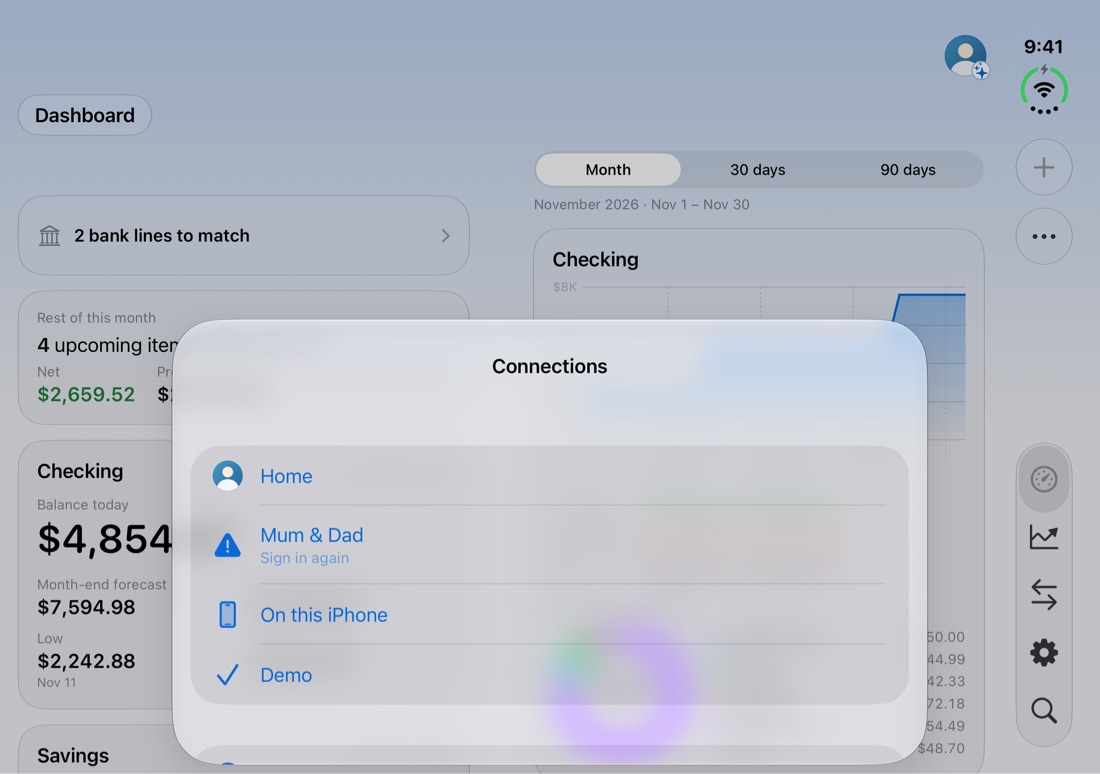 9:41
Dashboard
Month
30 days
90 days
November 2026 · Nov 1 – Nov 30
2 bank lines to match
Checking
$8K
Rest of this month
4 upcoming
Net
$2,659.52
Connections
Home
Mum & Dad
Sign in again
On this iPhone
Demo
Checking
Balance today
$4,854
Month-end forecast
$7,594.98
Low
$2,242.88
Nov 11
Savings
50.00
44.99
42.33
72.18
54.49
$48.70